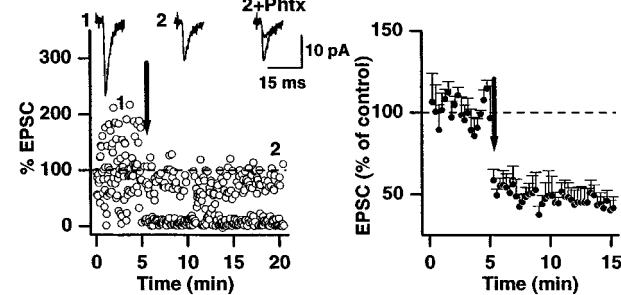 1 2 2+Phtx
10 pA
15 ms
% EPSC
300
200
100
0
1
2
0 5 10 15 20
Time (min)
EPSC (% of control)
150
100
50
0 5 10 15
Time (min)